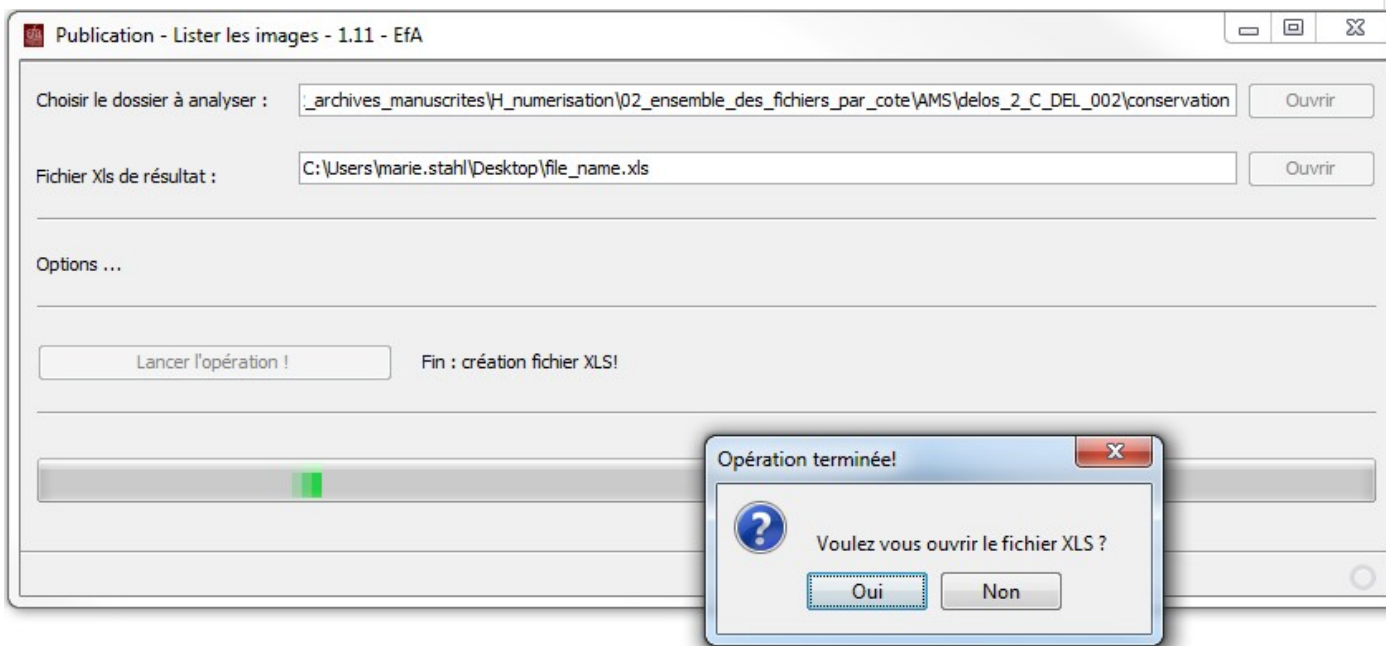 Publication - Lister les images - 1.11 - EfA
Choisir le dossier à analyser :
_archives_manuscrites\H_numerisation\02_ensemble_des_fichiers_par_cote\AMS\delos_2_C_DEL_002\conservation
Ouvrir
Fichier Xls de résultat :
C:\Users\marie.stahl\Desktop\file_name.xls
Ouvrir
Options ...
Lancer l'opération !
Fin : création fichier XLS!
Opération terminée!
Voulez vous ouvrir le fichier XLS ?
Oui
Non